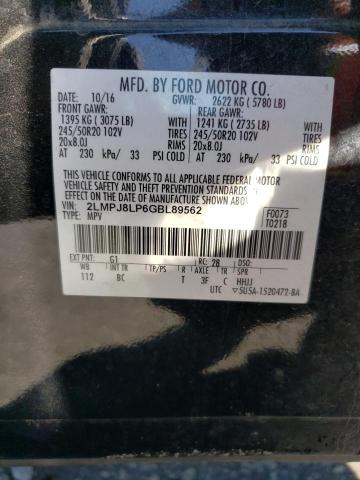 MFD. BY FORD MOTOR CO.
DATE: 10/16 GVWR: 2622 KG ( 5780 LB)
FRONT GAWR: REAR GAWR:
1395 KG ( 3075 LB) WITH 1241 KG ( 2735 LB) WITH
245/50R20 102V TIRES 245/50R20 102V TIRES
20x8.0J RIMS 20x8.0J RIMS
AT 230 kPa/ 33 PSI COLD AT 230 kPa/ 33 PSI COLD
THIS VEHICLE CONFORMS TO ALL APPLICABLE FEDERAL MOTOR
VEHICLE SAFETY AND THEFT PREVENTION STANDARDS IN
EFFECT ON THE DATE OF MANUFACTURE SHOWN ABOVE.
VIN: 2LMPJ8LP6GBL89562 F0073
TYPE: MPV T0218
EXT PNT: G1 RC: 28 DSO:
WB INT TR TP/PS R AXLE TR SPR
112 BC T 3F C HHJJ
UTC 5U5A-1520472-BA